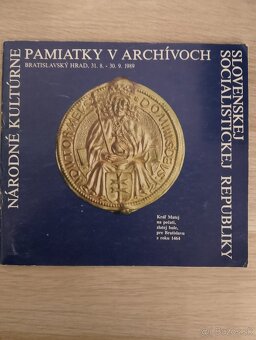 NÁRODNÉ KULTÚRNE
PAMIATKY V ARCHÍVOCH
SLOVENSKEJ
SOCIALISTICKEJ REPUBLIKY
BRATISLAVSKÝ HRAD, 31. 8. - 30. 9. 1989
Kráľ Matej
na pečati,
zlatej bule,
pre Bratislavu
z roku 1464